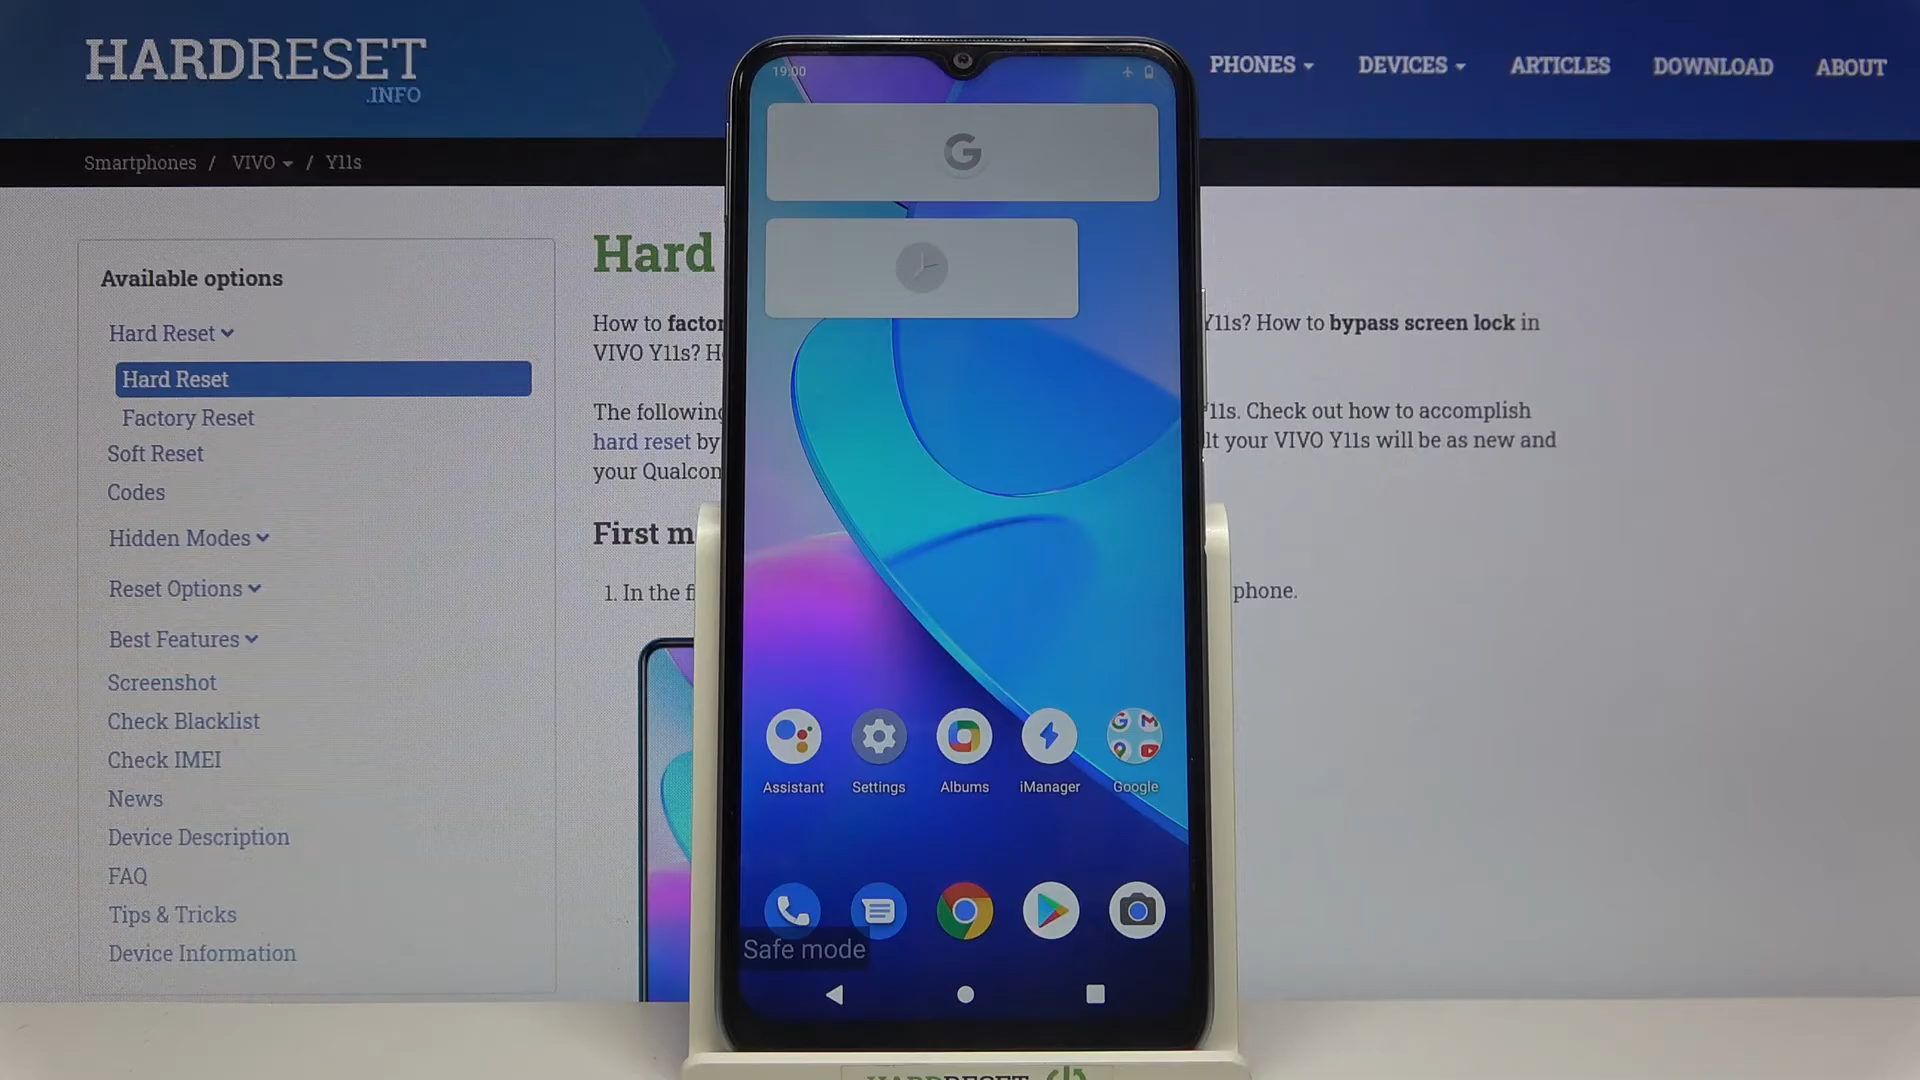 HARDRESET
.INFO
PHONES
DEVICES
ARTICLES
DOWNLOAD
ABOUT
Smartphones / VIVO / Y11s
Available options
Hard Reset
Hard Reset
Factory Reset
Soft Reset
Codes
Hidden Modes
Reset Options
Best Features
Screenshot
Check Blacklist
Check IMEI
News
Device Description
FAQ
Tips & Tricks
Device Information
Hard
How to factor
Y11s? How to bypass screen lock in
VIVO Y11s? H
The following
Y11s. Check out how to accomplish
hard reset by
lt your VIVO Y11s will be as new and
your Qualcon
First m
1. In the fi
phone.
19:00
G
Assistant
Settings
Albums
iManager
Google
Safe mode
HARDRESET